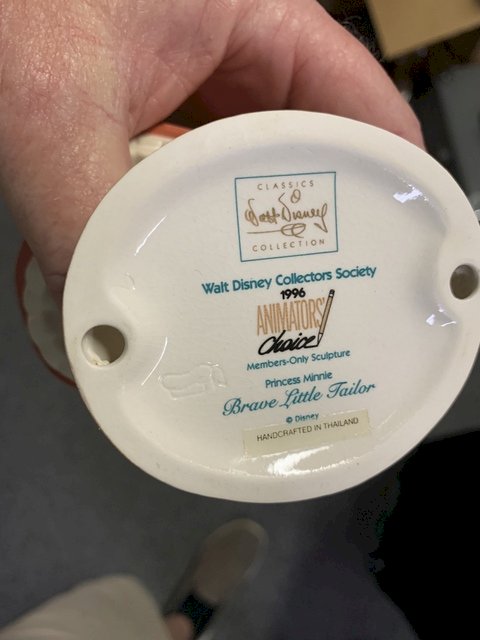 CLASSICS
Walt Disney
COLLECTION
Walt Disney Collectors Society
1996
ANIMATORS'
Choice
Members-Only Sculpture
Princess Minnie
Brave Little Tailor
© Disney
HANDCRAFTED IN THAILAND